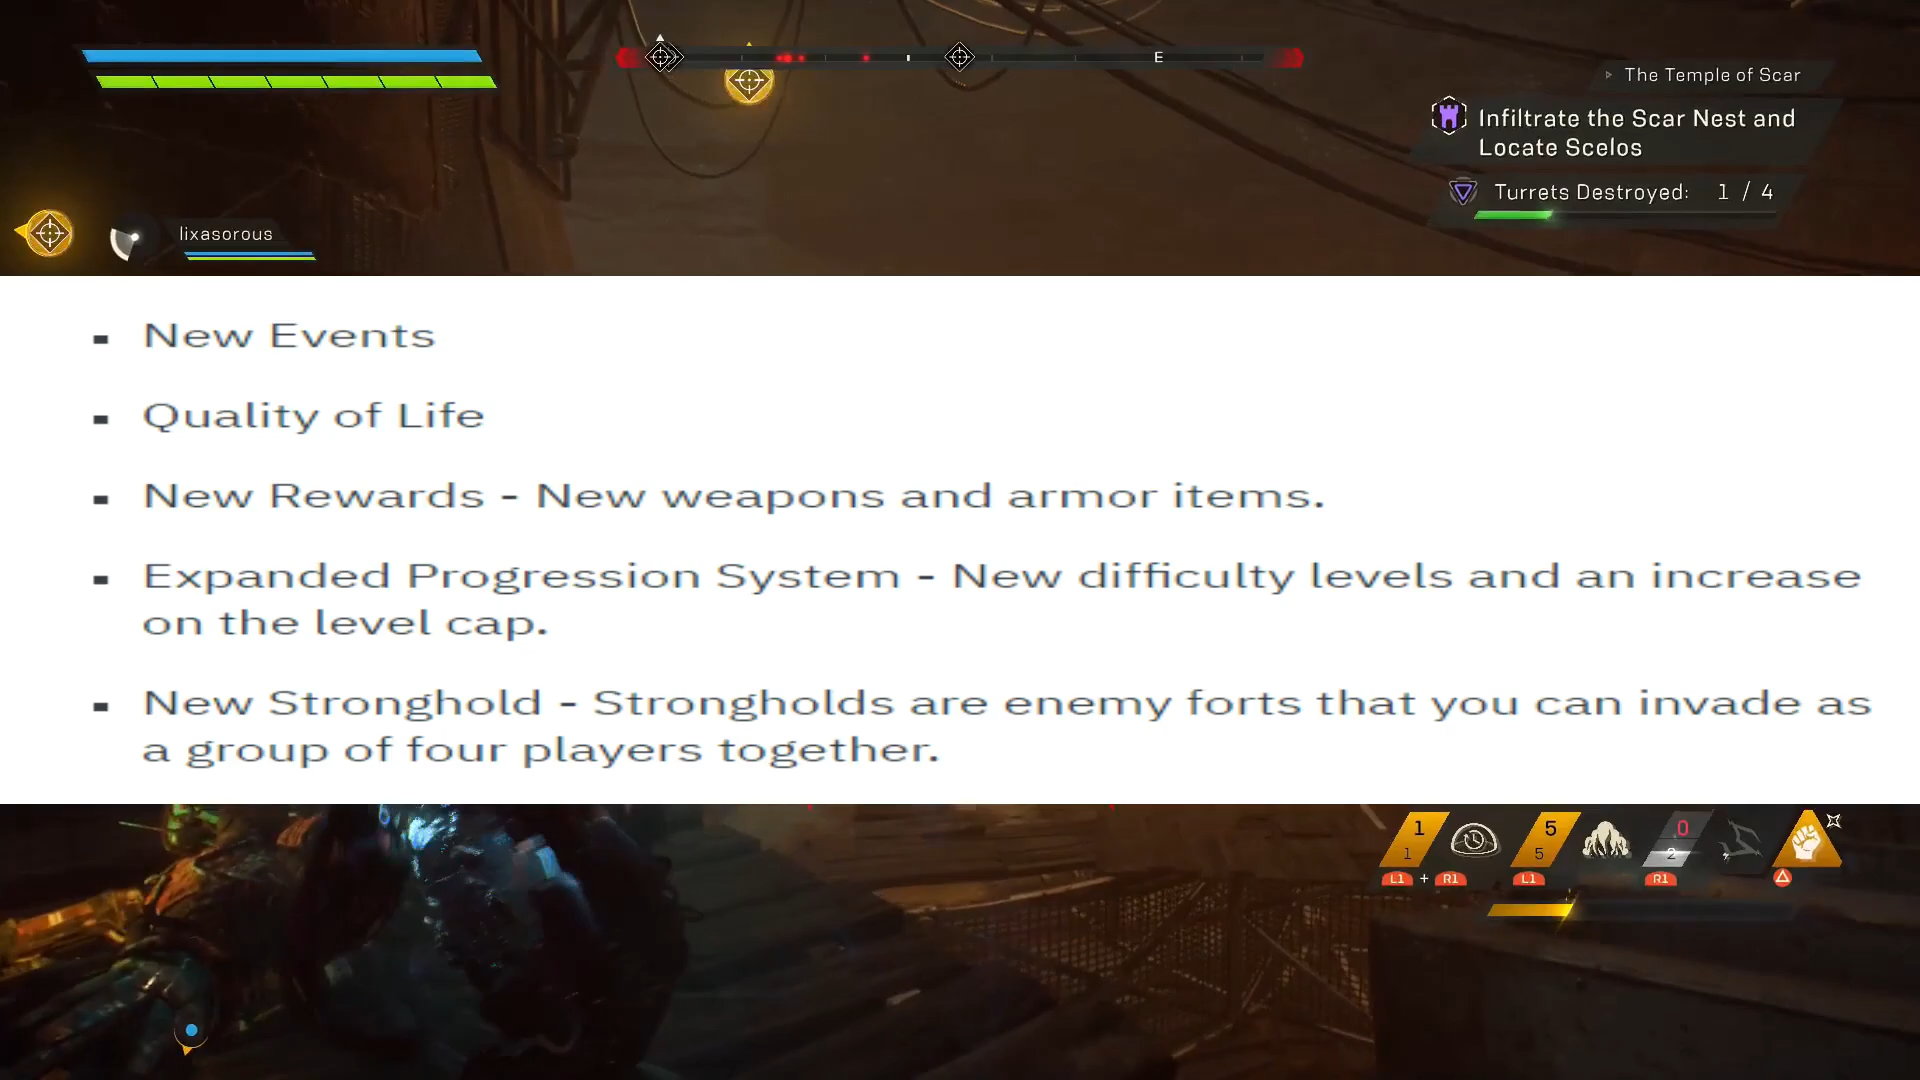 E
The Temple of Scar
Infiltrate the Scar Nest and
Locate Scelos
Turrets Destroyed: 1 / 4
lixasorous
▪ New Events
▪ Quality of Life
▪ New Rewards - New weapons and armor items.
▪ Expanded Progression System - New difficulty levels and an increase
on the level cap.
▪ New Stronghold - Strongholds are enemy forts that you can invade as
a group of four players together.
1 5 0
1 5 2
L1 + R1 L1 R1